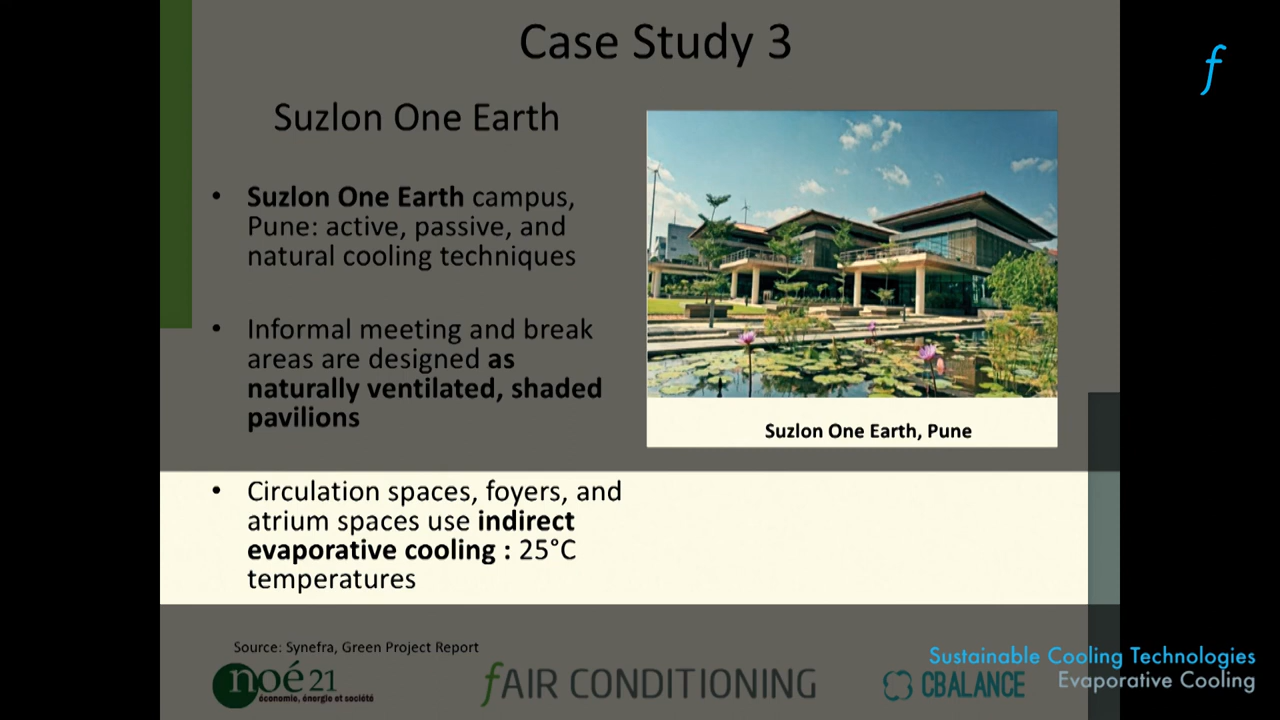 Case Study 3
f
Suzlon One Earth
• Suzlon One Earth campus,
Pune: active, passive, and
natural cooling techniques
• Informal meeting and break
areas are designed as
naturally ventilated, shaded
pavilions
Suzlon One Earth, Pune
• Circulation spaces, foyers, and
atrium spaces use indirect
evaporative cooling : 25°C
temperatures
Source: Synefra, Green Project Report
noé21
économie, énergie et société
fAIR CONDITIONING
CBALANCE
Sustainable Cooling Technologies
Evaporative Cooling